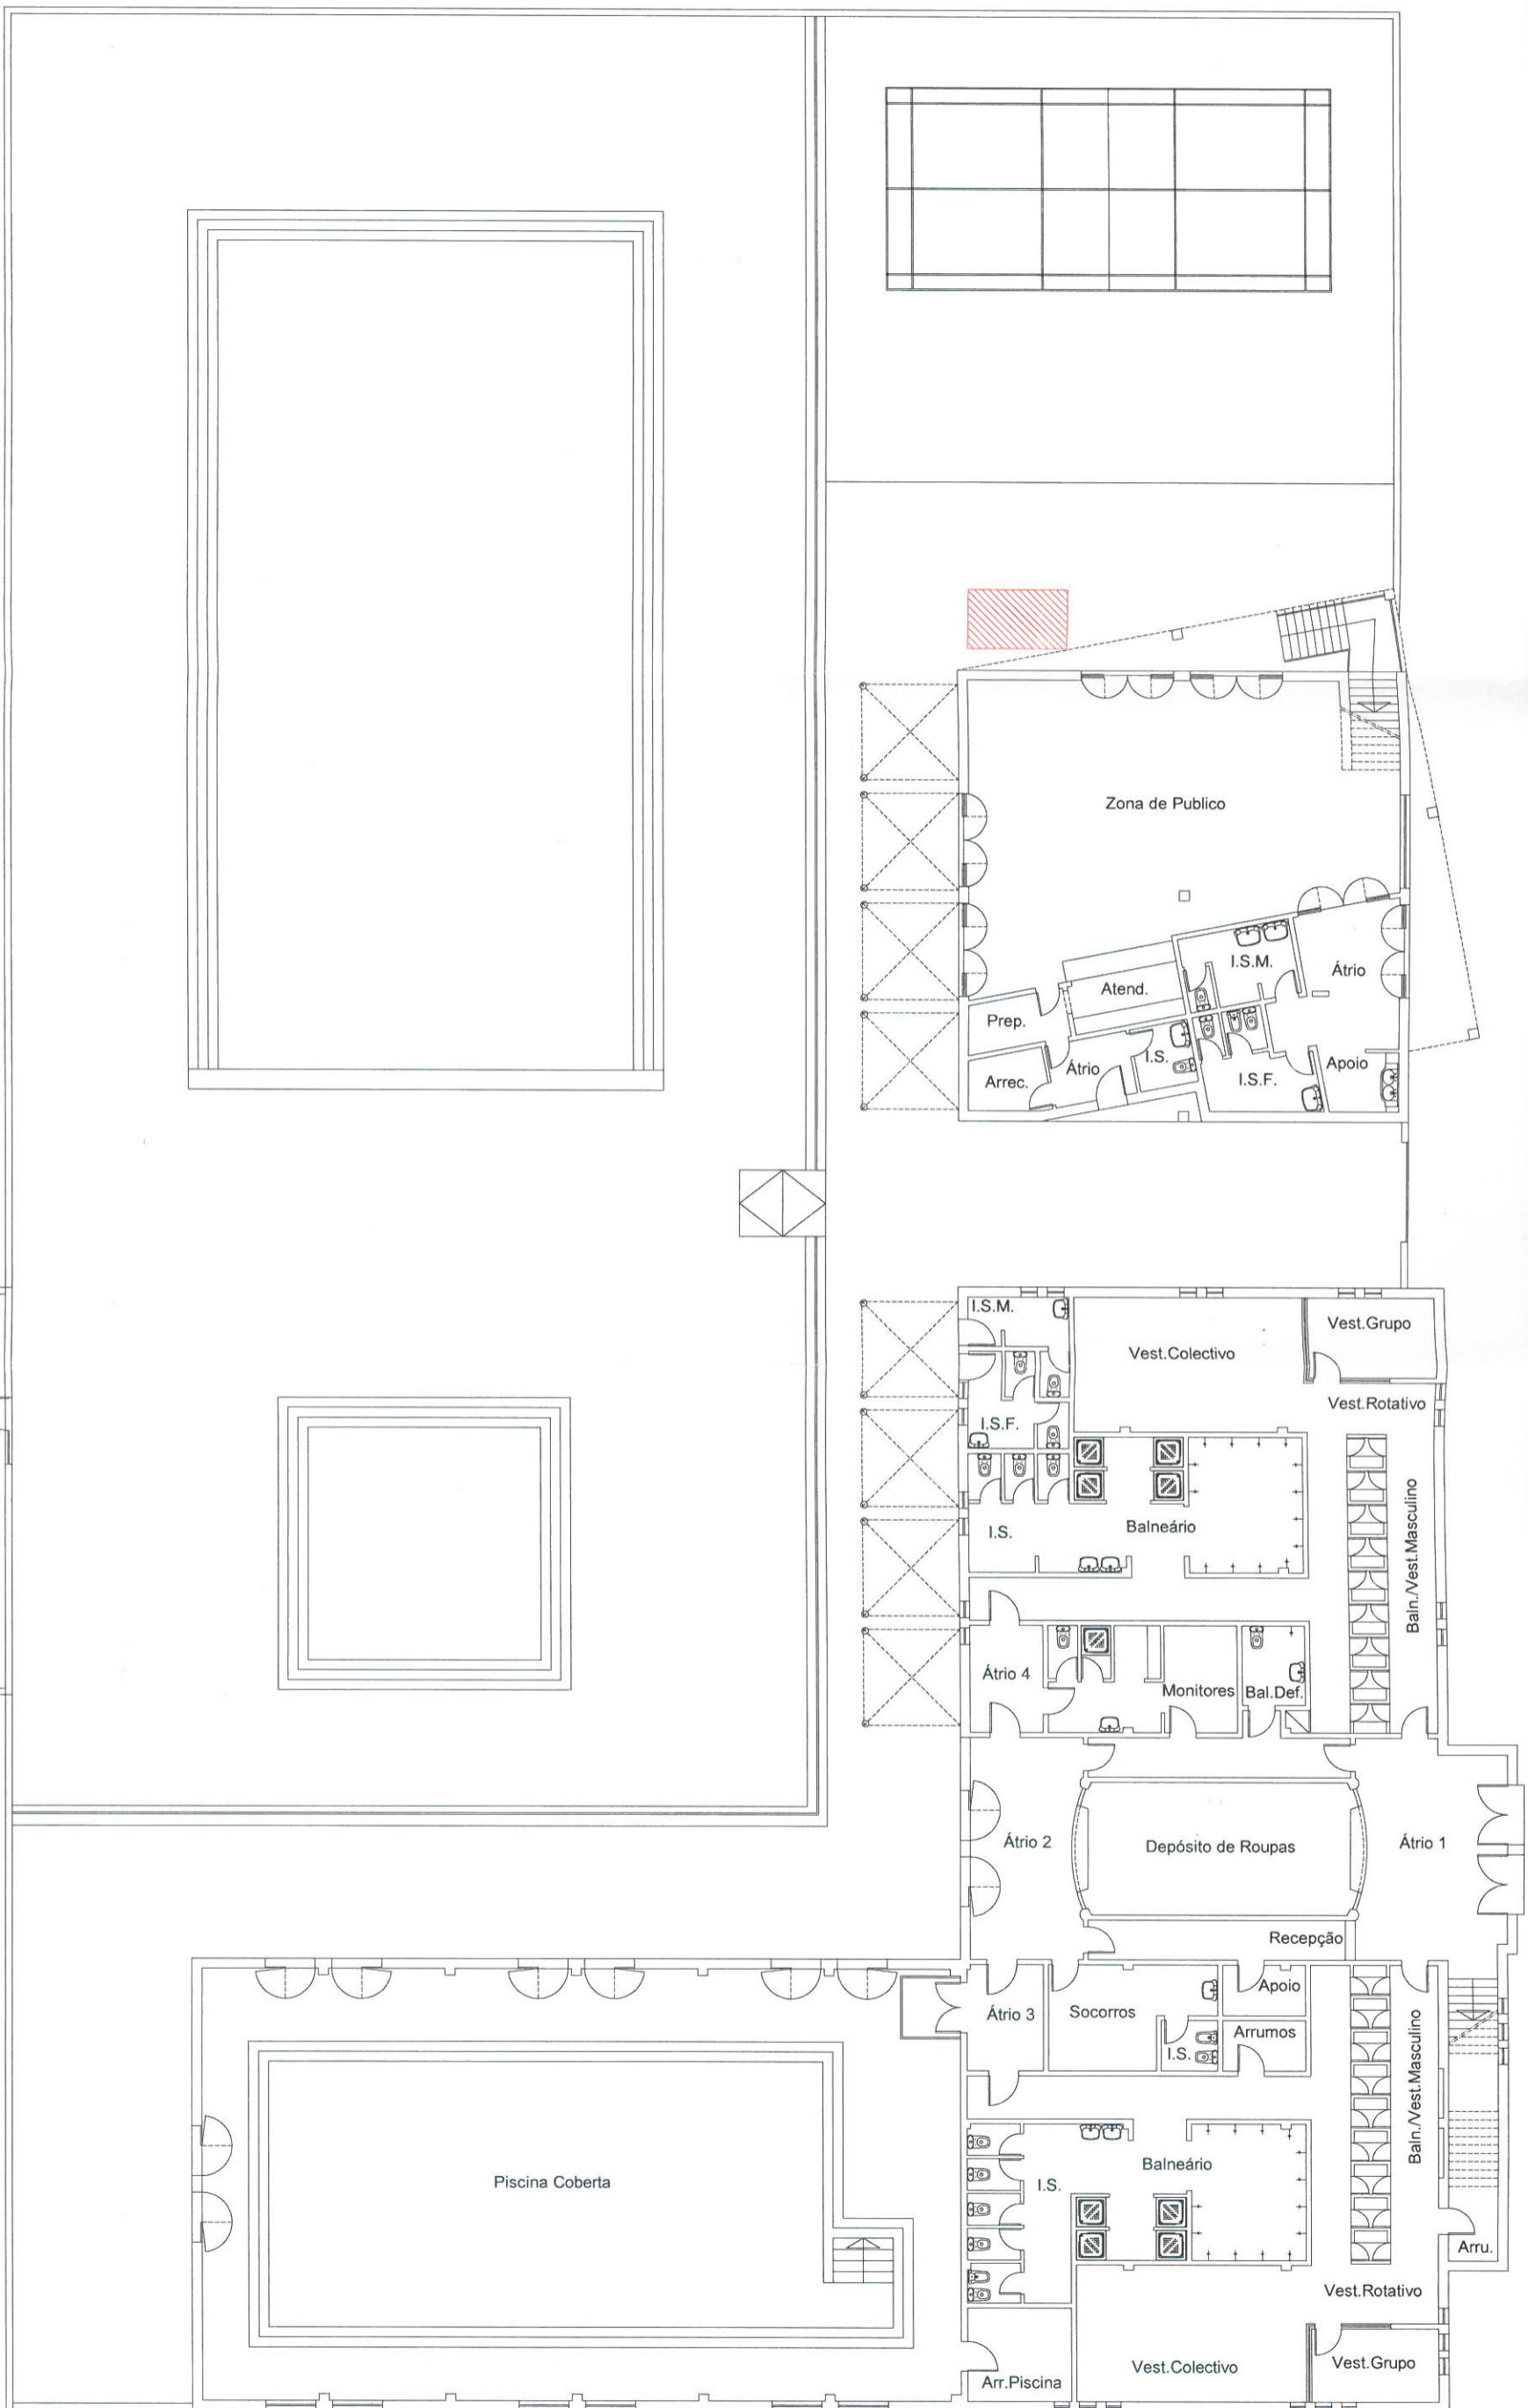 Zona de Publico
I.S.M.
Átrio
Atend.
Prep.
I.S.
Átrio
Apoio
Arrec.
I.S.F.
I.S.M.
Vest.Grupo
Vest.Colectivo
Vest.Rotativo
I.S.F.
Balneário
I.S.
Baln./Vest.Masculino
Átrio 4
Monitores
Bal.Def.
Átrio 2
Depósito de Roupas
Átrio 1
Recepção
Apoio
Átrio 3
Socorros
Arrumos
I.S.
Baln./Vest.Masculino
Balneário
Piscina Coberta
I.S.
Arru.
Vest.Rotativo
Vest.Colectivo
Vest.Grupo
Arr.Piscina